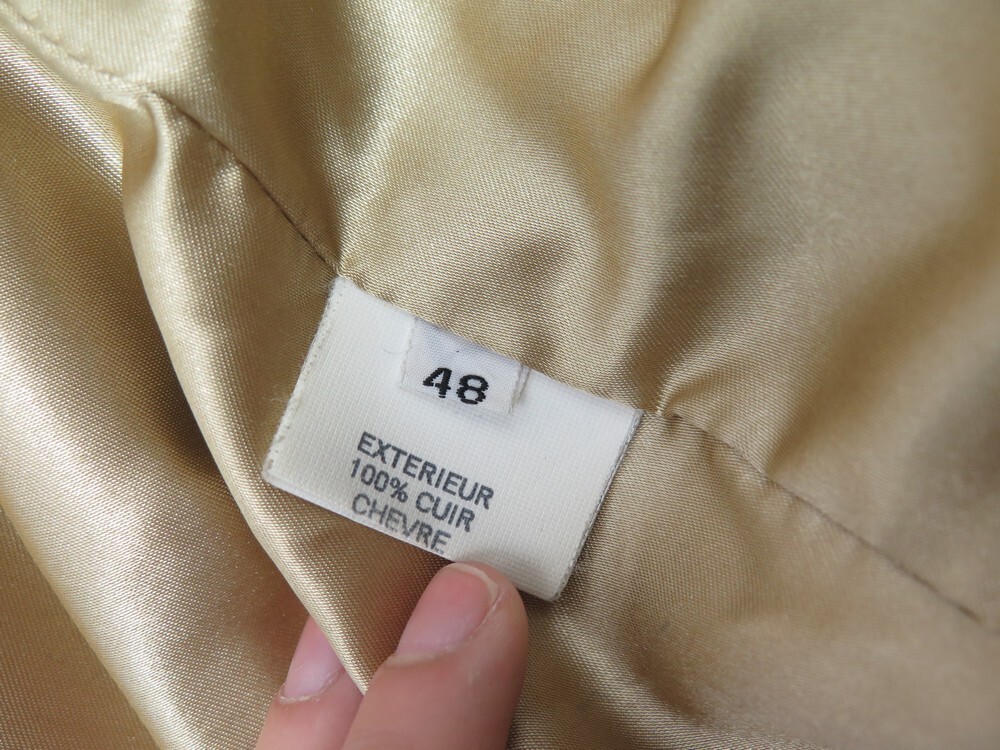 48
EXTERIEUR
100% CUIR
CHEVRE